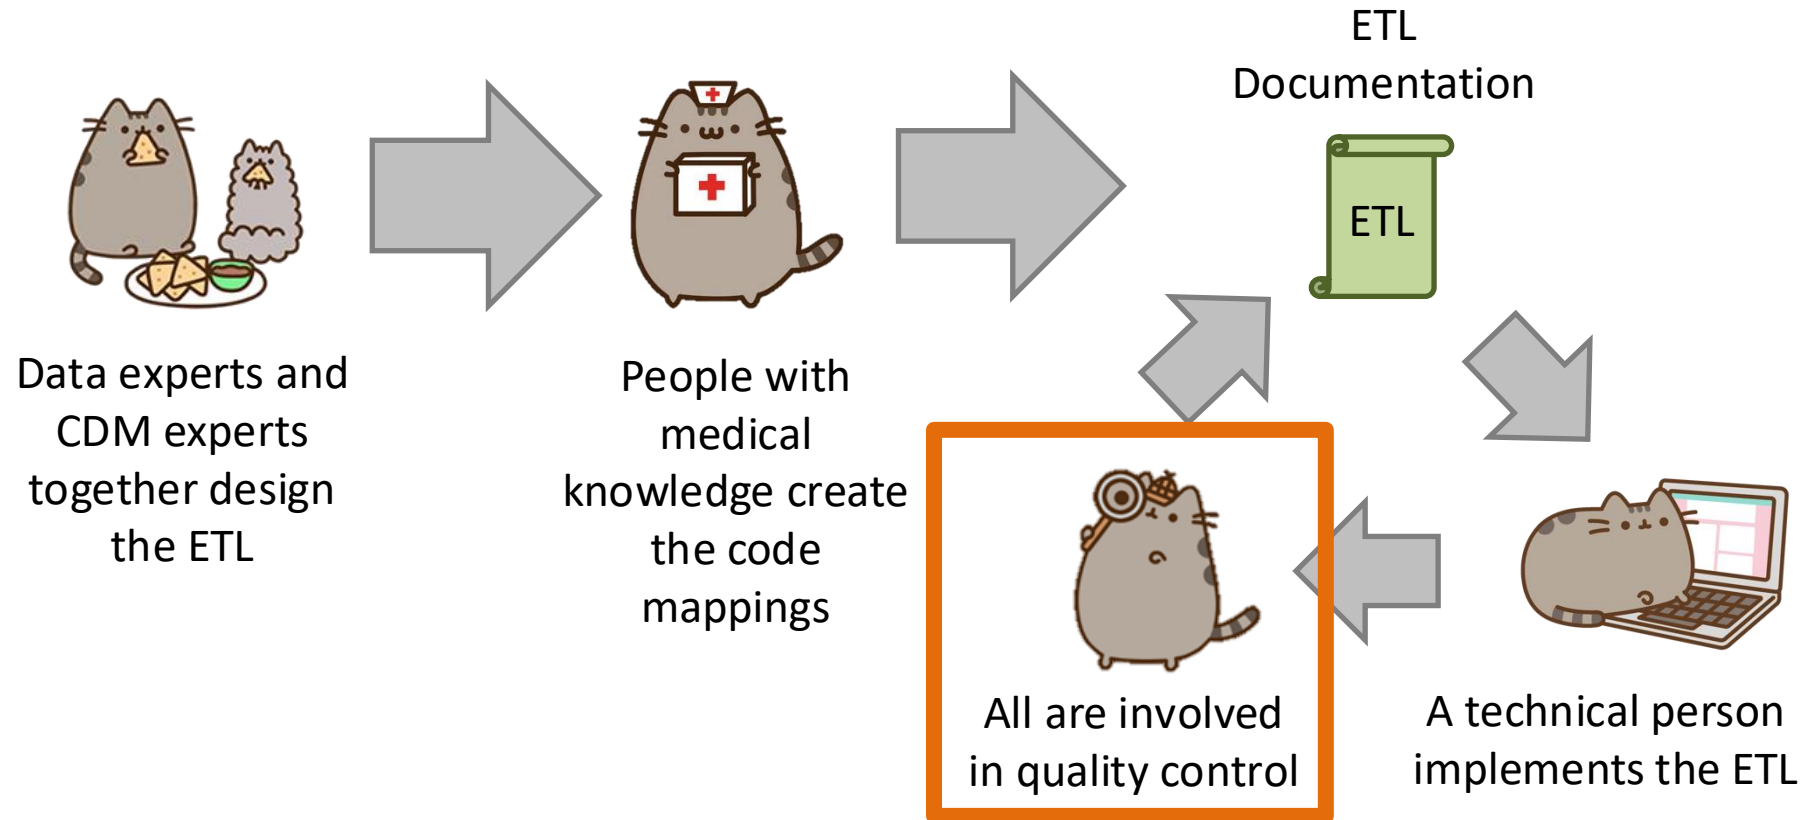 Data experts and
CDM experts
together design
the ETL
People with
medical
knowledge create
the code
mappings
ETL
Documentation
ETL
A technical person
implements the ETL
All are involved
in quality control